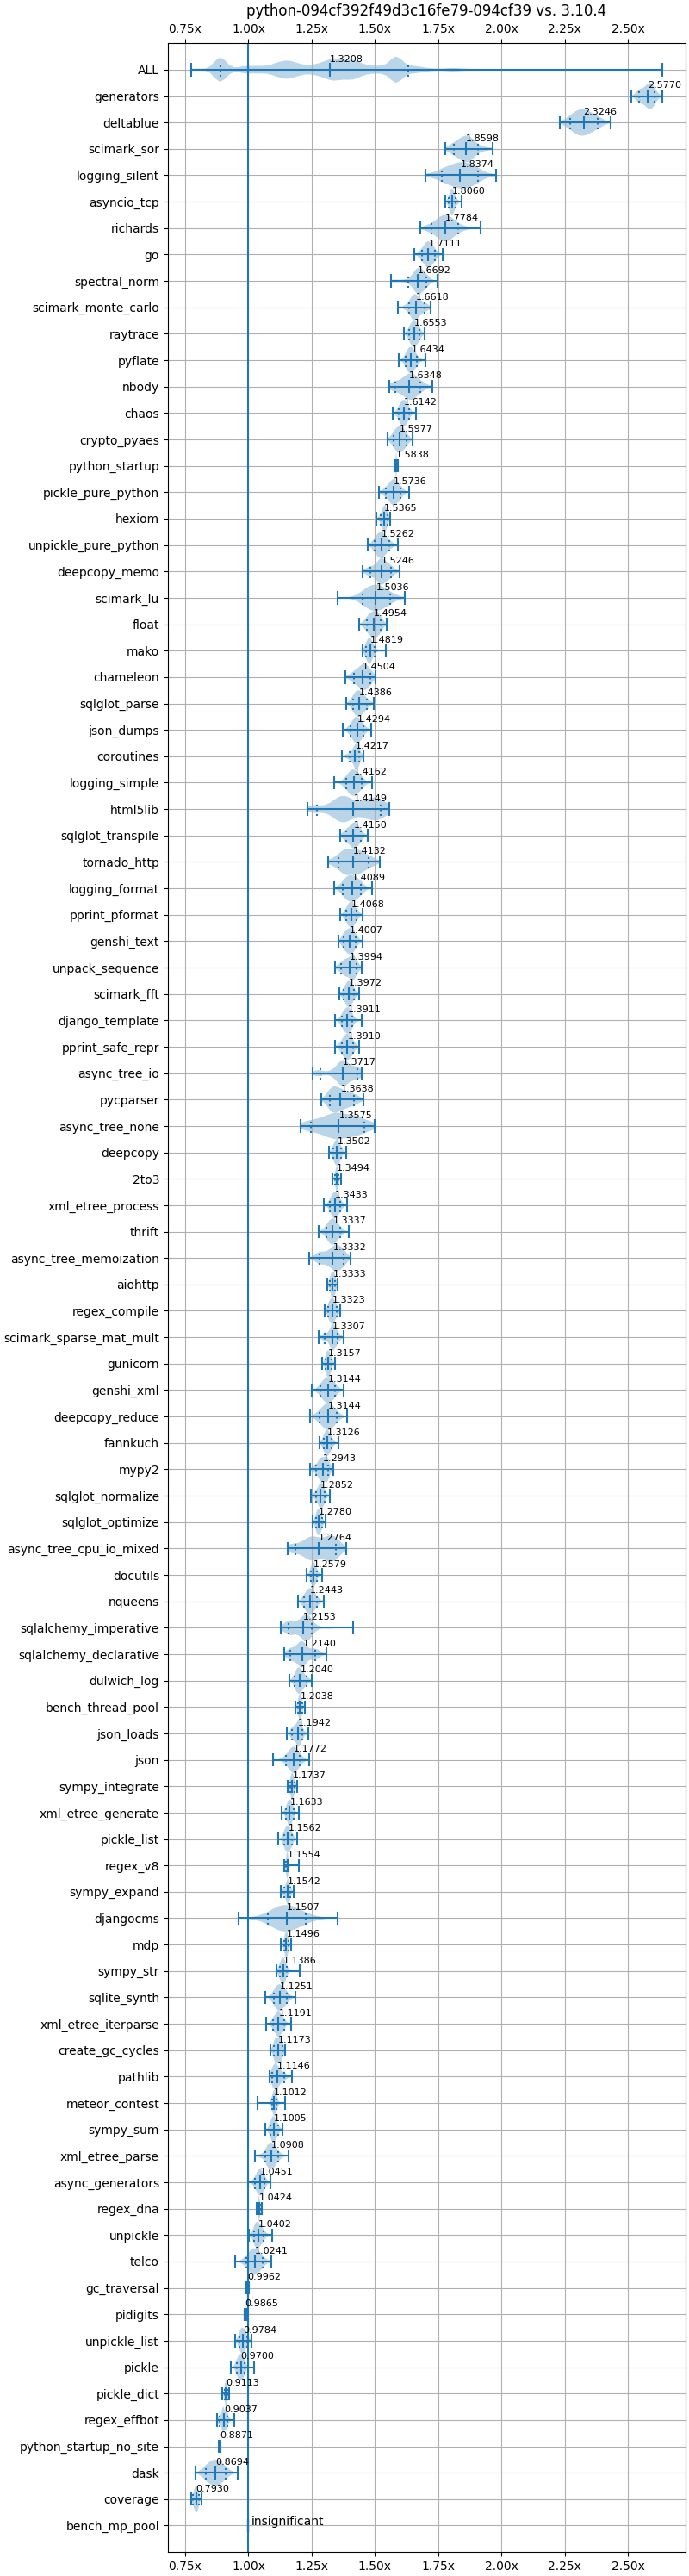 python-094cf392f49d3c16fe79-094cf39 vs. 3.10.4
0.75x 1.00x 1.25x 1.50x 1.75x 2.00x 2.25x 2.50x
ALL 1.3208
generators 2.5770
deltablue 2.3246
scimark_sor 1.8598
logging_silent 1.8374
asyncio_tcp 1.8060
richards 1.7784
go 1.7111
spectral_norm 1.6692
scimark_monte_carlo 1.6618
raytrace 1.6553
pyflate 1.6434
nbody 1.6348
chaos 1.6142
crypto_pyaes 1.5977
python_startup 1.5838
pickle_pure_python 1.5736
hexiom 1.5365
unpickle_pure_python 1.5262
deepcopy_memo 1.5246
scimark_lu 1.5036
float 1.4954
mako 1.4819
chameleon 1.4504
sqlglot_parse 1.4386
json_dumps 1.4294
coroutines 1.4217
logging_simple 1.4162
html5lib 1.4149
sqlglot_transpile 1.4150
tornado_http 1.4132
logging_format 1.4089
pprint_pformat 1.4068
genshi_text 1.4007
unpack_sequence 1.3994
scimark_fft 1.3972
django_template 1.3911
pprint_safe_repr 1.3910
async_tree_io 1.3717
pycparser 1.3638
async_tree_none 1.3575
deepcopy 1.3502
2to3 1.3494
xml_etree_process 1.3433
thrift 1.3337
async_tree_memoization 1.3332
aiohttp 1.3333
regex_compile 1.3323
scimark_sparse_mat_mult 1.3307
gunicorn 1.3157
genshi_xml 1.3144
deepcopy_reduce 1.3144
fannkuch 1.3126
mypy2 1.2943
sqlglot_normalize 1.2852
sqlglot_optimize 1.2780
async_tree_cpu_io_mixed 1.2764
docutils 1.2579
nqueens 1.2443
sqlalchemy_imperative 1.2153
sqlalchemy_declarative 1.2140
dulwich_log 1.2040
bench_thread_pool 1.2038
json_loads 1.1942
json 1.1772
sympy_integrate 1.1737
xml_etree_generate 1.1633
pickle_list 1.1562
regex_v8 1.1554
sympy_expand 1.1542
djangocms 1.1507
mdp 1.1496
sympy_str 1.1386
sqlite_synth 1.1251
xml_etree_iterparse 1.1191
create_gc_cycles 1.1173
pathlib 1.1146
meteor_contest 1.1012
sympy_sum 1.1005
xml_etree_parse 1.0908
async_generators 1.0451
regex_dna 1.0424
unpickle 1.0402
telco 1.0241
gc_traversal 0.9962
pidigits 0.9865
unpickle_list 0.9784
pickle 0.9700
pickle_dict 0.9113
regex_effbot 0.9037
python_startup_no_site 0.8871
dask 0.8694
coverage 0.7930
bench_mp_pool insignificant
0.75x 1.00x 1.25x 1.50x 1.75x 2.00x 2.25x 2.50x